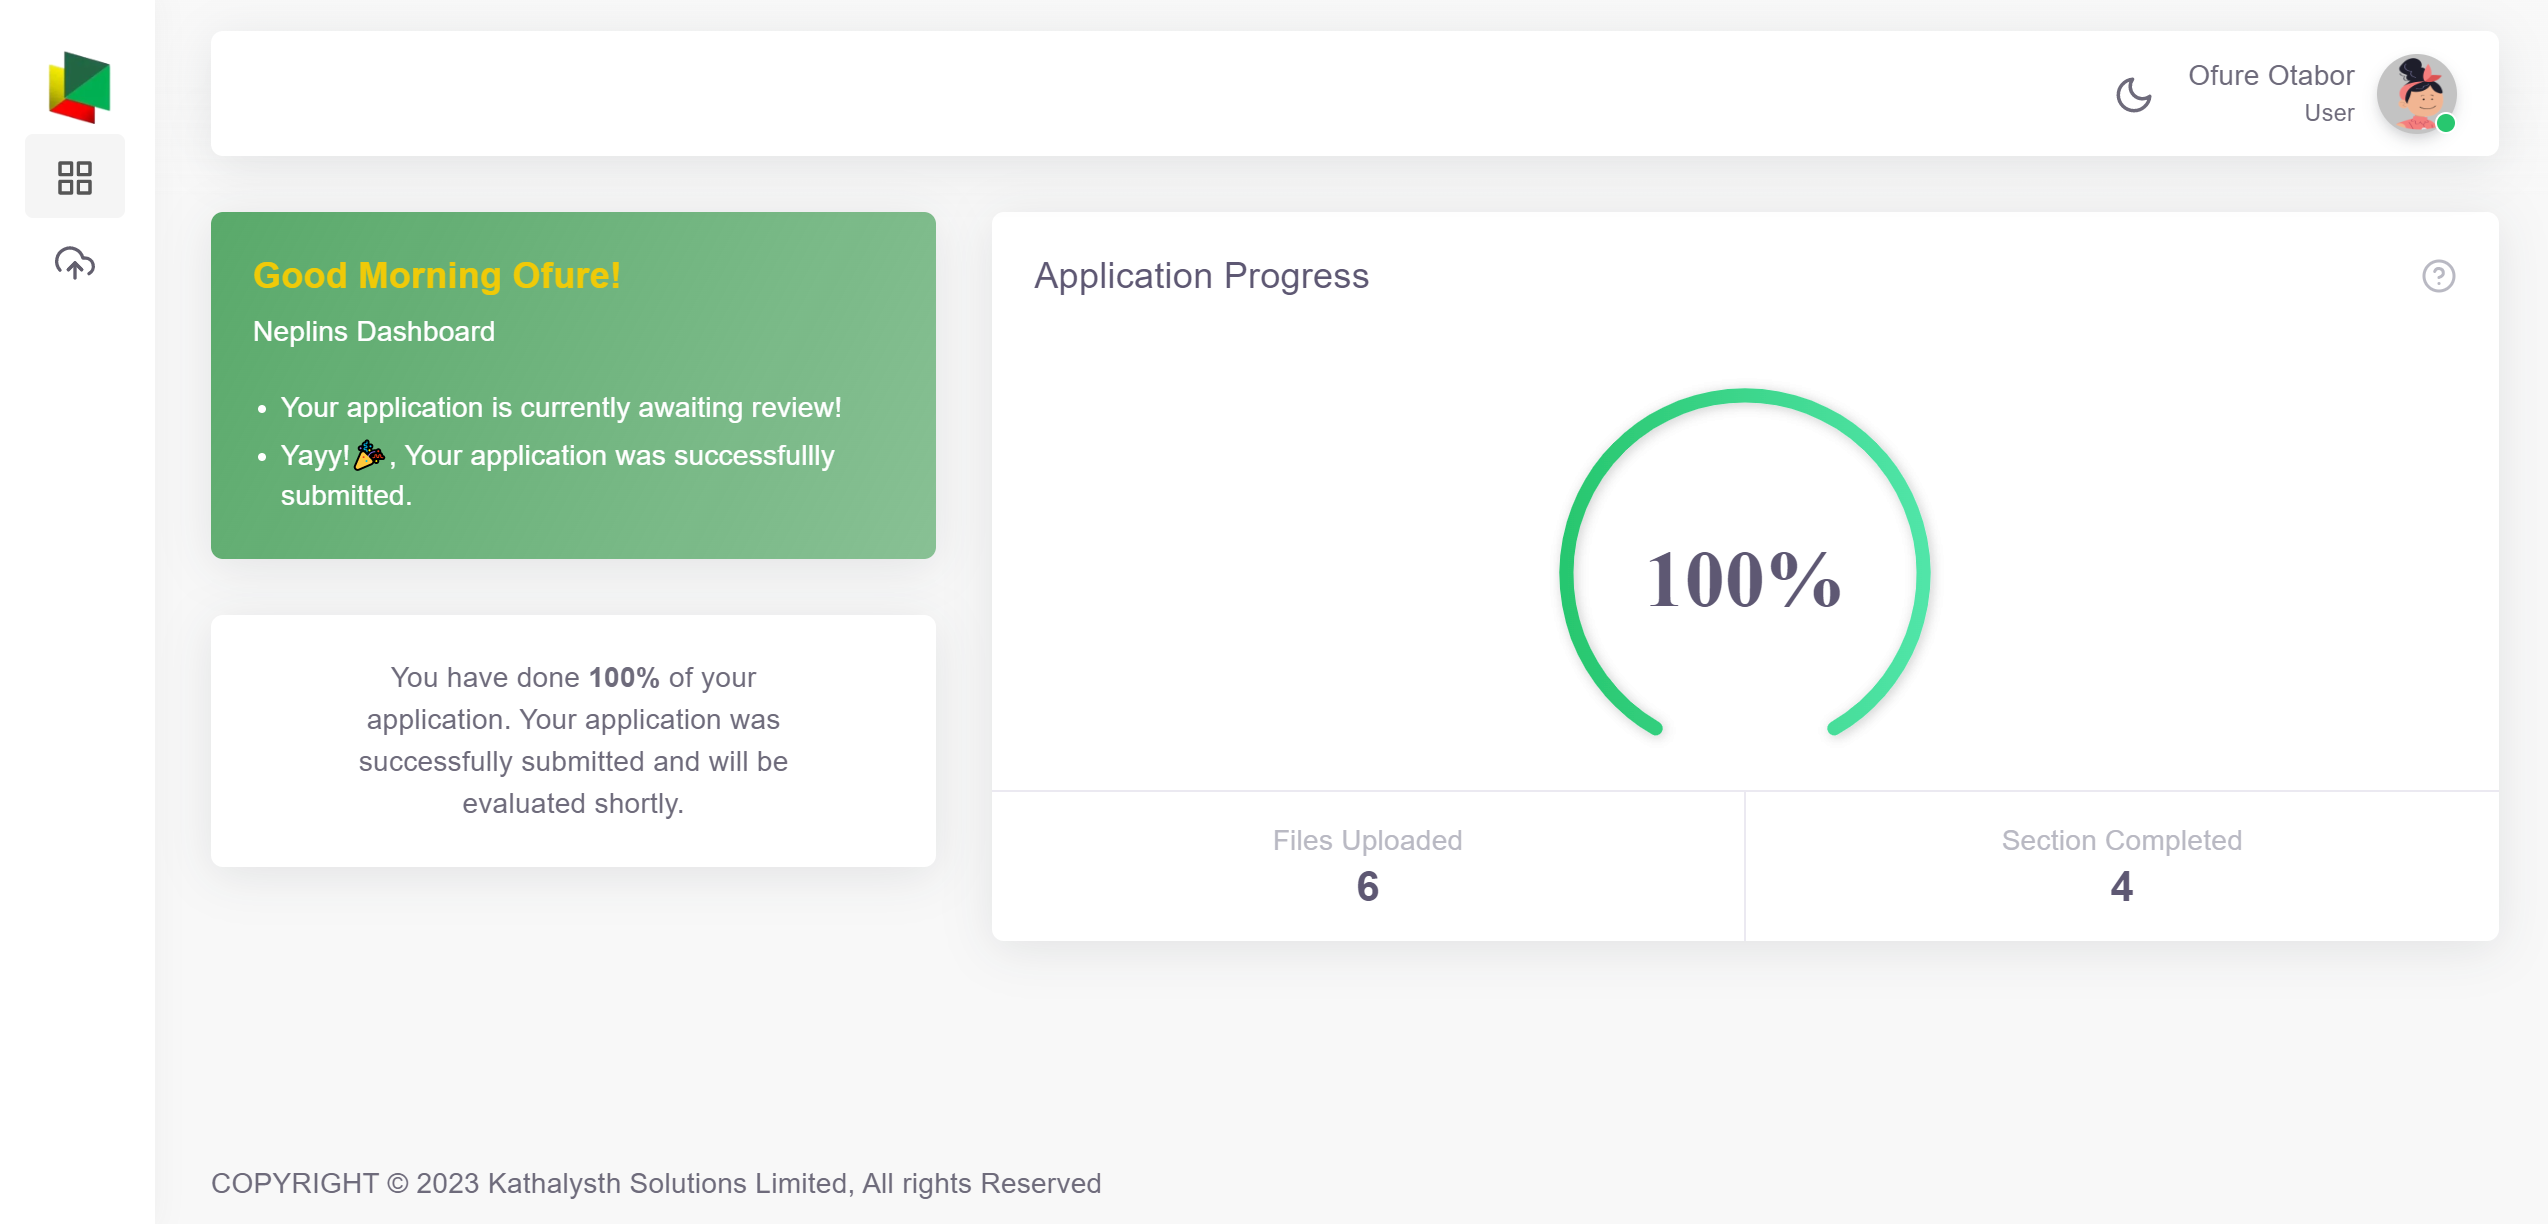 Ofure Otabor
User
Good Morning Ofure!
Neplins Dashboard
• Your application is currently awaiting review!
• Yayy!🎉, Your application was successfullly
submitted.
You have done 100% of your
application. Your application was
successfully submitted and will be
evaluated shortly.
Application Progress
100%
Files Uploaded
6
Section Completed
4
COPYRIGHT © 2023 Kathalysth Solutions Limited, All rights Reserved